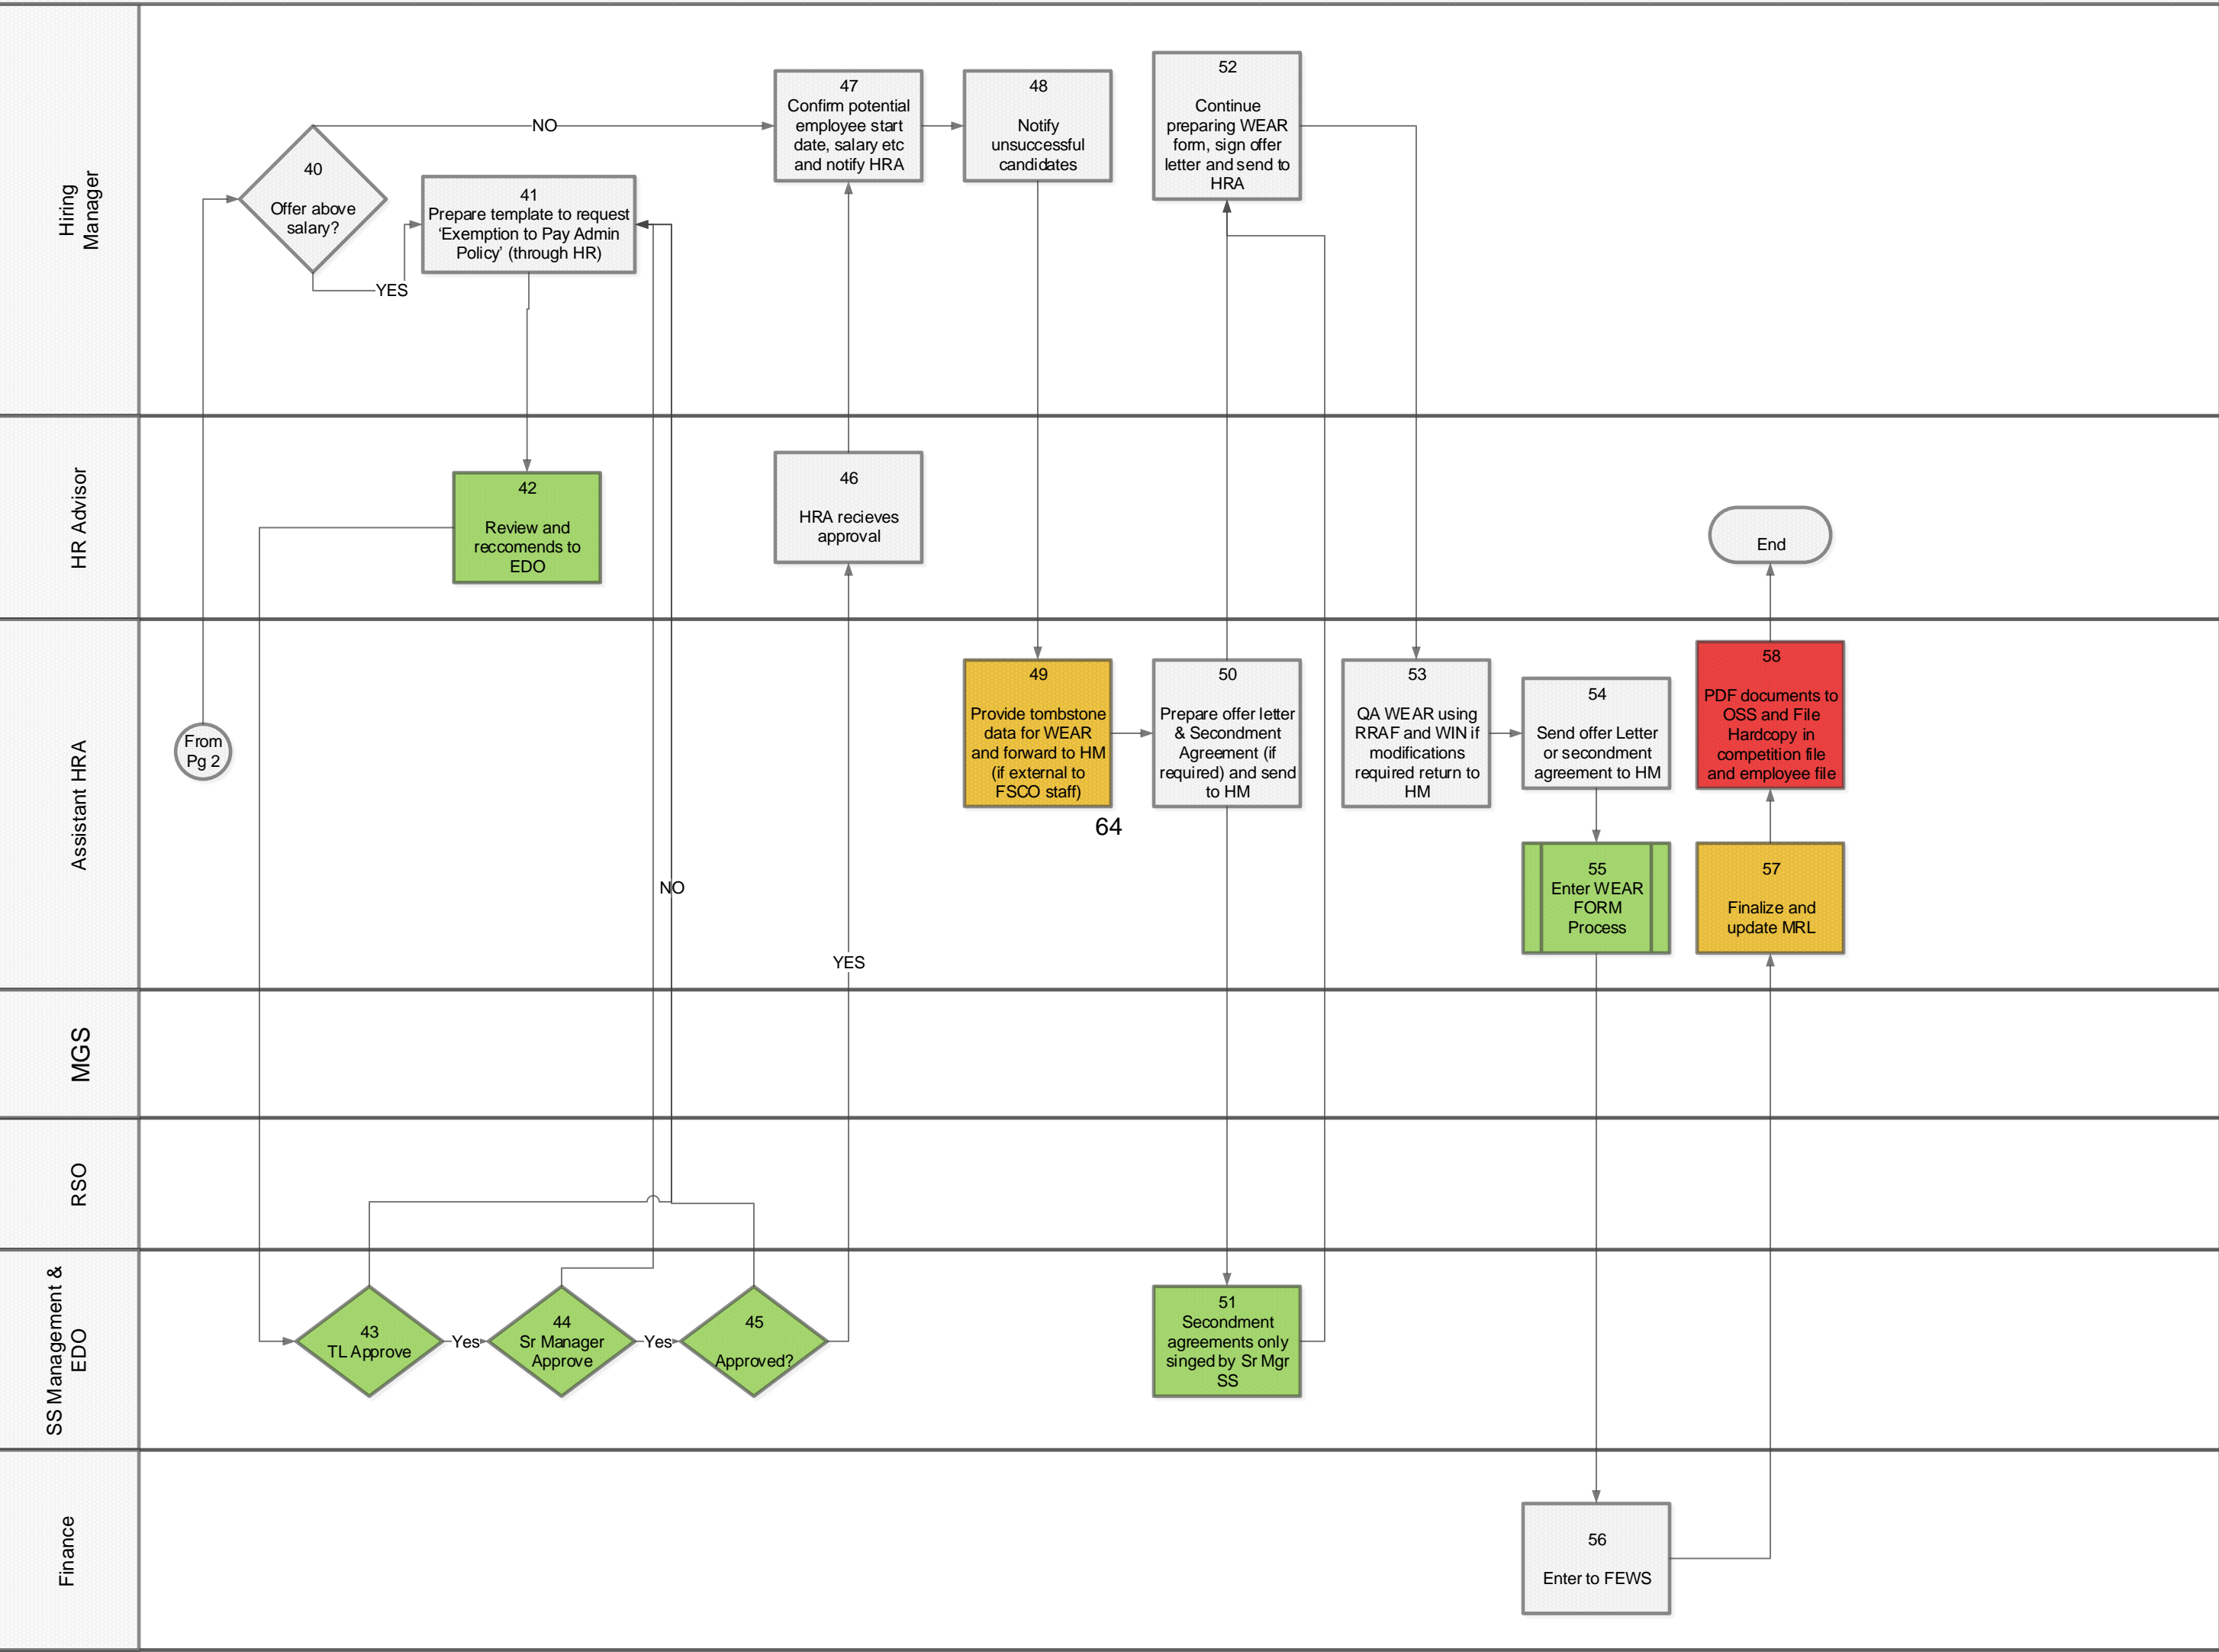 Hiring
Manager
40
Offer above
salary?
NO
YES
41
Prepare template to request
‘Exemption to Pay Admin
Policy’ (through HR)
47
Confirm potential
employee start
date, salary etc
and notify HRA
48
Notify
unsuccessful
candidates
52
Continue
preparing WEAR
form, sign offer
letter and send to
HRA
HR Advisor
42
Review and
reccomends to
EDO
46
HRA recieves
approval
End
Assistant HRA
From
Pg 2
49
Provide tombstone
data for WEAR
and forward to HM
(if external to
FSCO staff)
64
50
Prepare offer letter
& Secondment
Agreement (if
required) and send
to HM
53
QA WEAR using
RRAF and WIN if
modifications
required return to
HM
54
Send offer Letter
or secondment
agreement to HM
58
PDF documents to
OSS and File
Hardcopy in
competition file
and employee file
55
Enter WEAR
FORM
Process
57
Finalize and
update MRL
NO
YES
MGS
RSO
SS Management &
EDO
43
TL Approve
Yes
44
Sr Manager
Approve
Yes
45
Approved?
51
Secondment
agreements only
singed by Sr Mgr
SS
Finance
56
Enter to FEWS